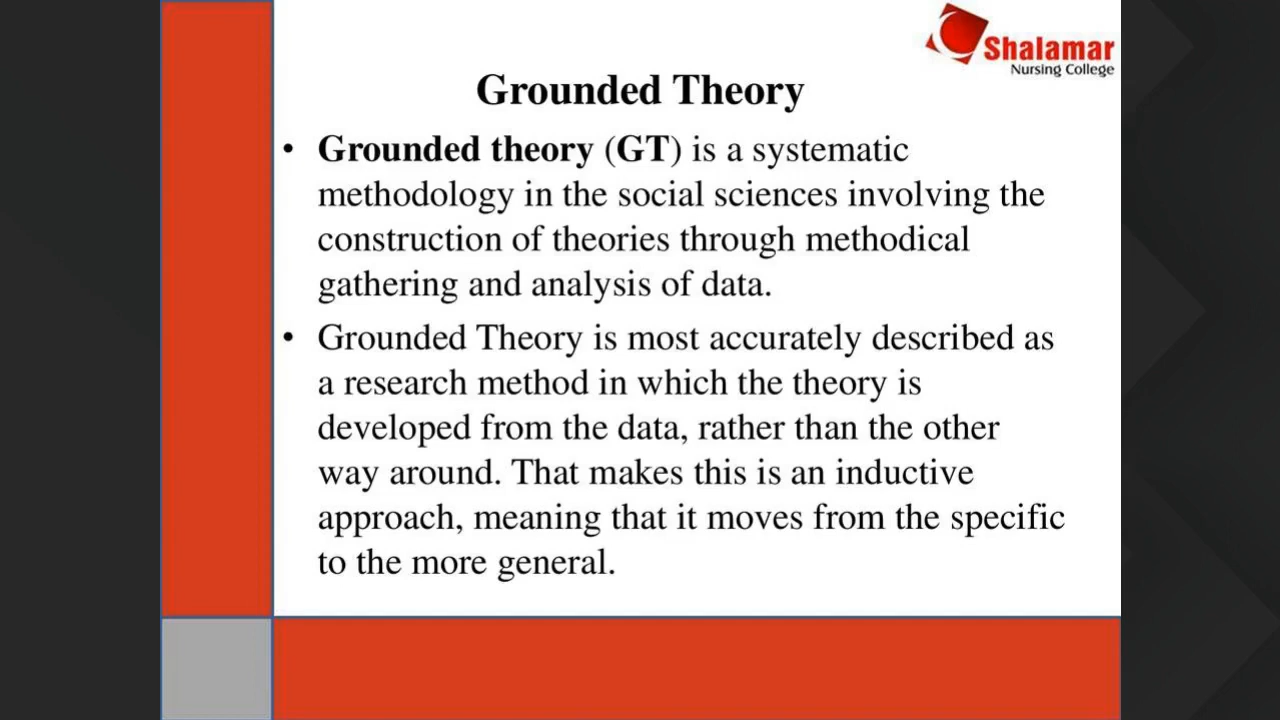 Shalamar
Nursing College
Grounded Theory
• Grounded theory (GT) is a systematic
methodology in the social sciences involving the
construction of theories through methodical
gathering and analysis of data.
• Grounded Theory is most accurately described as
a research method in which the theory is
developed from the data, rather than the other
way around. That makes this is an inductive
approach, meaning that it moves from the specific
to the more general.